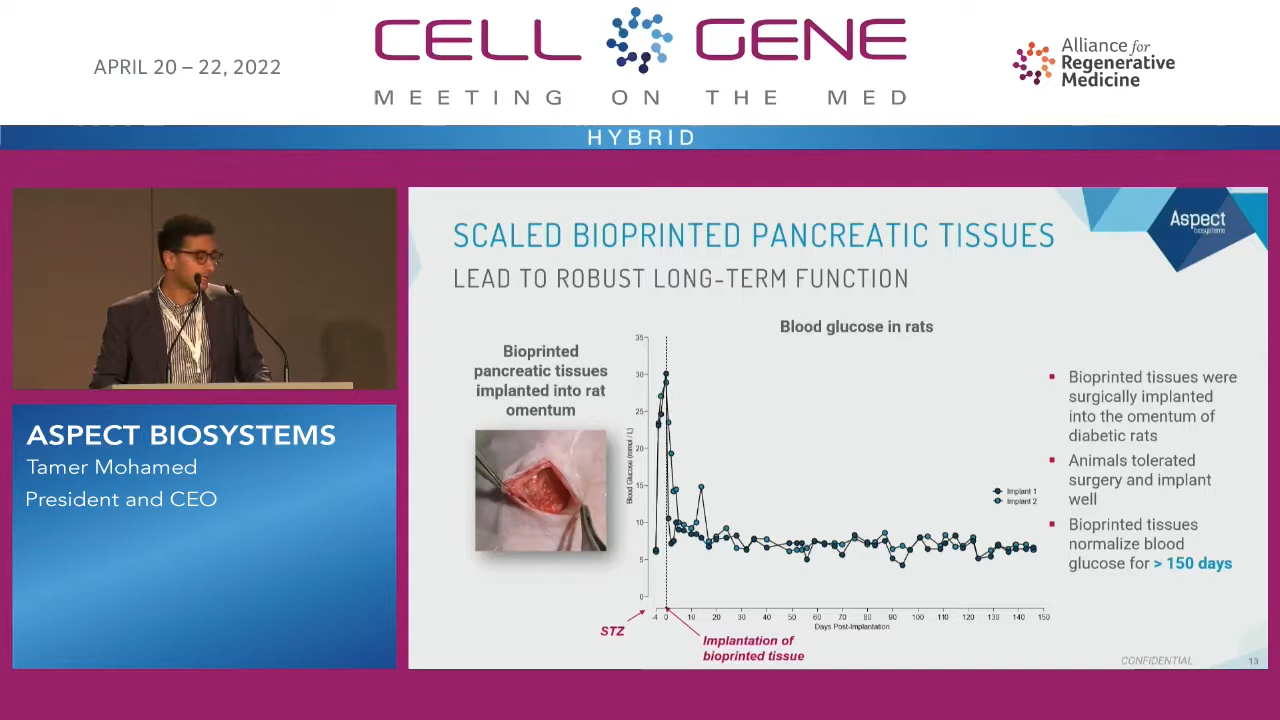 CELL GENE
MEETING ON THE MED
APRIL 20 – 22, 2022
Alliance for
Regenerative
Medicine
HYBRID
ASPECT BIOSYSTEMS
Tamer Mohamed
President and CEO
SCALED BIOPRINTED PANCREATIC TISSUES
LEAD TO ROBUST LONG-TERM FUNCTION
Aspect
biosystems
Bioprinted
pancreatic tissues
implanted into rat
omentum
Blood glucose in rats
Blood Glucose (mmol / L)
35
30
25
20
15
10
5
0
-4 0 10 20 30 40 50 60 70 80 90 100 110 120 130 140 150
Days Post-Implantation
Implant 1
Implant 2
STZ
Implantation of
bioprinted tissue
▪ Bioprinted tissues were
surgically implanted
into the omentum of
diabetic rats
▪ Animals tolerated
surgery and implant
well
▪ Bioprinted tissues
normalize blood
glucose for > 150 days
CONFIDENTIAL
13